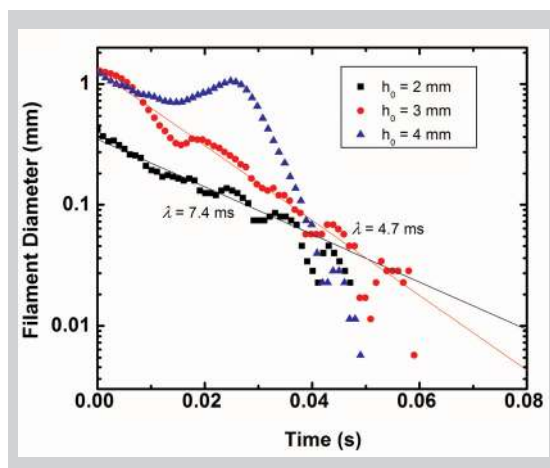 h₀ = 2 mm
h₀ = 3 mm
h₀ = 4 mm
1
0.1
0.01
λ = 7.4 ms
λ = 4.7 ms
Filament Diameter (mm)
0.00 0.02 0.04 0.06 0.08
Time (s)